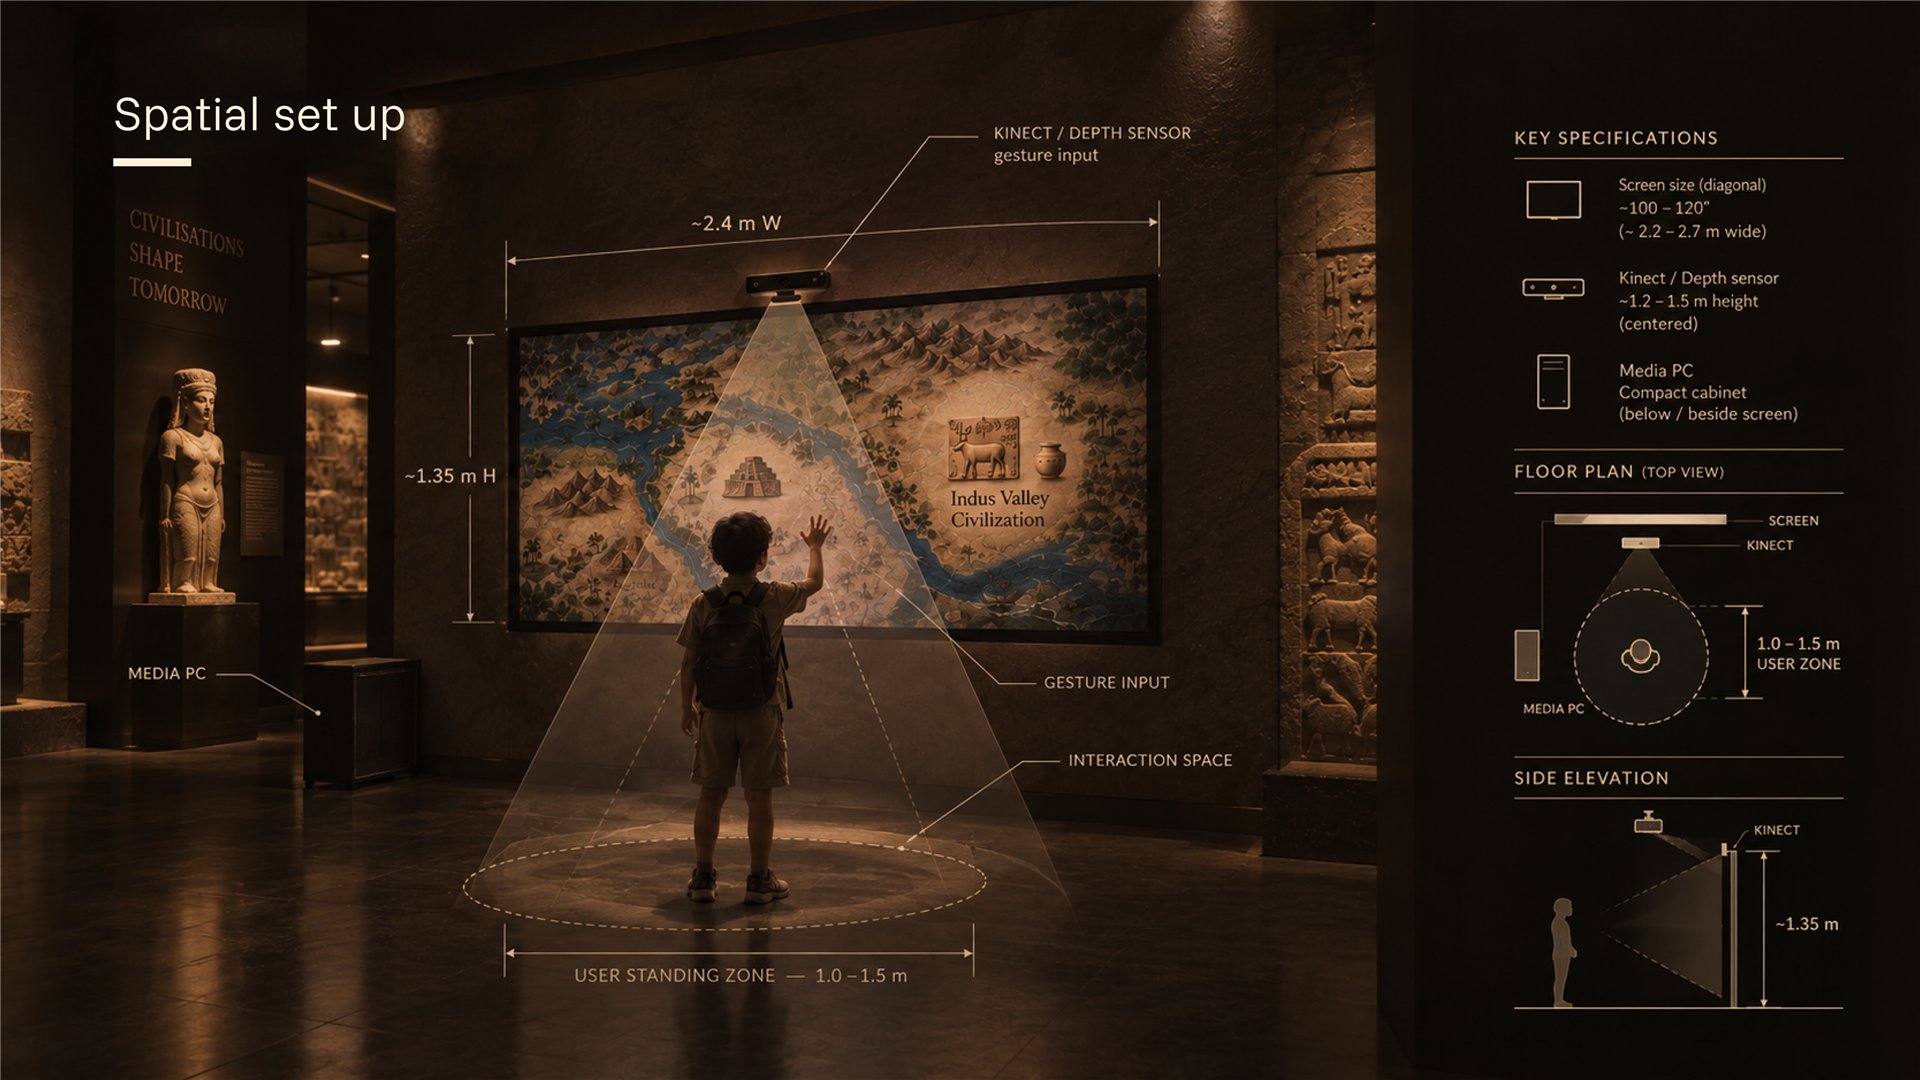 Spatial set up
CIVILISATIONS
SHAPE
TOMORROW
KINECT / DEPTH SENSOR
gesture input
~2.4 m W
~1.35 m H
Indus Valley
Civilization
MEDIA PC
GESTURE INPUT
INTERACTION SPACE
USER STANDING ZONE — 1.0 – 1.5 m
KEY SPECIFICATIONS
Screen size (diagonal)
~100 – 120"
(~ 2.2 – 2.7 m wide)
Kinect / Depth sensor
~1.2 – 1.5 m height
(centered)
Media PC
Compact cabinet
(below / beside screen)
FLOOR PLAN (TOP VIEW)
SCREEN
KINECT
1.0 – 1.5 m
USER ZONE
MEDIA PC
SIDE ELEVATION
KINECT
~1.35 m